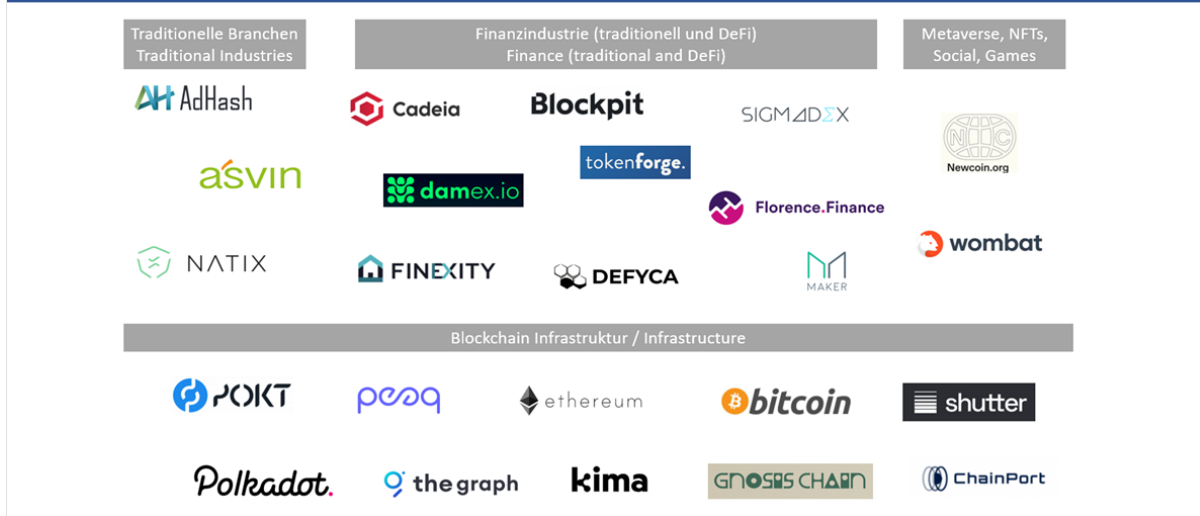 Traditionelle Branchen
Traditional Industries
Finanzindustrie (traditionell und DeFi)
Finance (traditional and DeFi)
Metaverse, NFTs,
Social, Games
AH AdHash
Cadeia
Blockpit
SIGMADEX
NC
Newcoin.org
asvin
damex.io
tokenforge.
Florence.Finance
wombat
NATIX
FINEXITY
DEFYCA
MAKER
Blockchain Infrastruktur / Infrastructure
POKT
peaq
ethereum
bitcoin
shutter
Polkadot.
the graph
kima
GNOSIS CHAIN
ChainPort